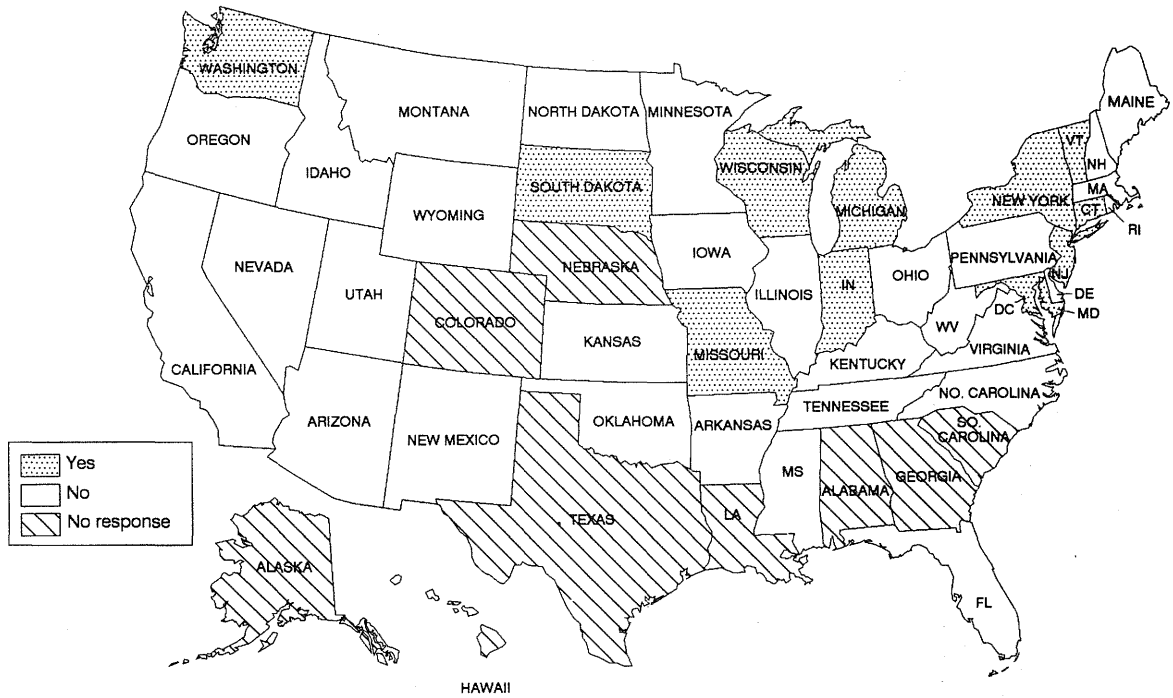 WASHINGTON
MONTANA
NORTH DAKOTA
MINNESOTA
MAINE
OREGON
IDAHO
SOUTH DAKOTA
WISCONSIN
VT
NH
WYOMING
MICHIGAN
NEW YORK
MA
CT
RI
NEVADA
UTAH
NEBRASKA
IOWA
ILLINOIS
IN
OHIO
PENNSYLVANIA
NJ
DE
MD
DC
CALIFORNIA
COLORADO
KANSAS
MISSOURI
KENTUCKY
WV
VIRGINIA
ARIZONA
NEW MEXICO
OKLAHOMA
ARKANSAS
TENNESSEE
NO. CAROLINA
SO.
CAROLINA
MS
ALABAMA
GEORGIA
TEXAS
LA
FL
ALASKA
HAWAII
Yes
No
No response